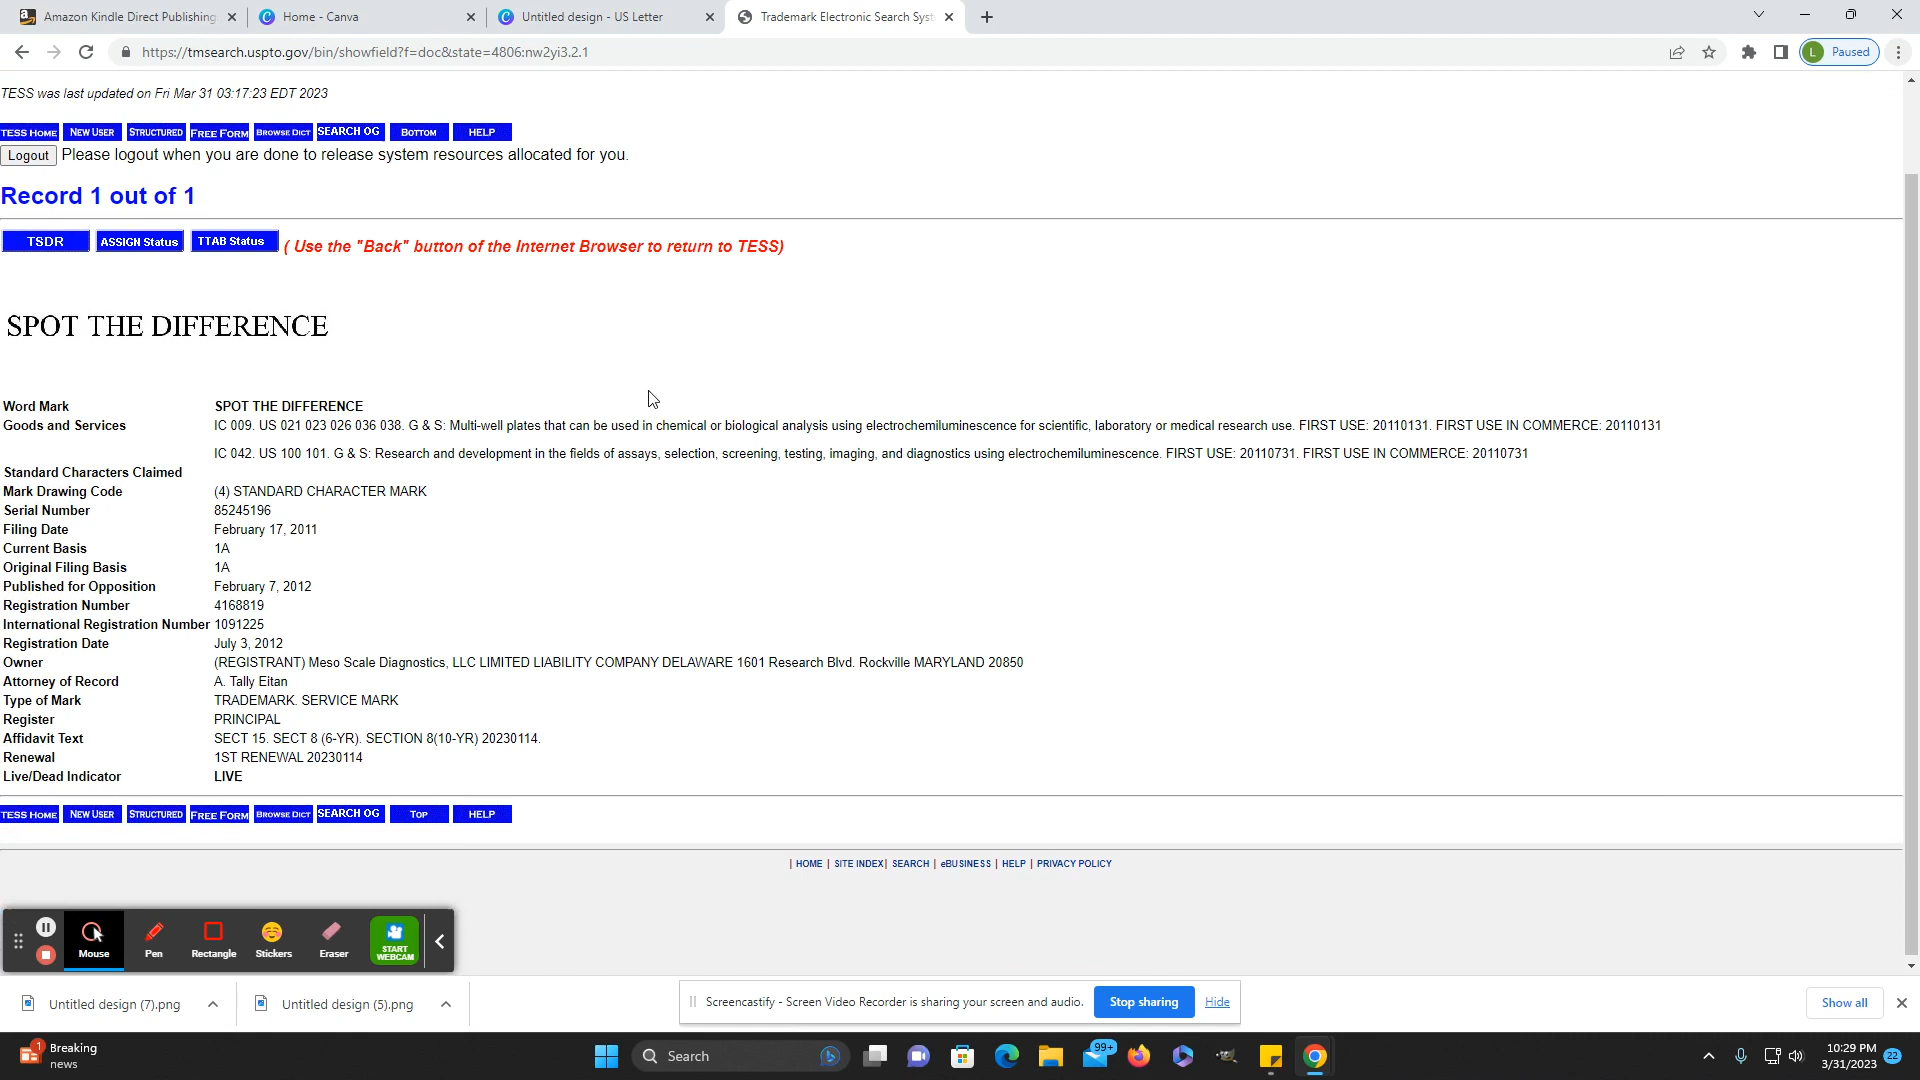 Amazon Kindle Direct Publishing
Home - Canva
Untitled design - US Letter
Trademark Electronic Search Syst
https://tmsearch.uspto.gov/bin/showfield?f=doc&state=4806:nw2yi3.2.1
L Paused
TESS was last updated on Fri Mar 31 03:17:23 EDT 2023
TESS HOME NEW USER STRUCTURED FREE FORM BROWSE DICT SEARCH OG BOTTOM HELP
Logout Please logout when you are done to release system resources allocated for you.
Record 1 out of 1
TSDR ASSIGN Status TTAB Status ( Use the "Back" button of the Internet Browser to return to TESS)
SPOT THE DIFFERENCE
Word Mark SPOT THE DIFFERENCE
Goods and Services IC 009. US 021 023 026 036 038. G & S: Multi-well plates that can be used in chemical or biological analysis using electrochemiluminescence for scientific, laboratory or medical research use. FIRST USE: 20110131. FIRST USE IN COMMERCE: 20110131
IC 042. US 100 101. G & S: Research and development in the fields of assays, selection, screening, testing, imaging, and diagnostics using electrochemiluminescence. FIRST USE: 20110731. FIRST USE IN COMMERCE: 20110731
Standard Characters Claimed
Mark Drawing Code (4) STANDARD CHARACTER MARK
Serial Number 85245196
Filing Date February 17, 2011
Current Basis 1A
Original Filing Basis 1A
Published for Opposition February 7, 2012
Registration Number 4168819
International Registration Number 1091225
Registration Date July 3, 2012
Owner (REGISTRANT) Meso Scale Diagnostics, LLC LIMITED LIABILITY COMPANY DELAWARE 1601 Research Blvd. Rockville MARYLAND 20850
Attorney of Record A. Tally Eitan
Type of Mark TRADEMARK. SERVICE MARK
Register PRINCIPAL
Affidavit Text SECT 15. SECT 8 (6-YR). SECTION 8(10-YR) 20230114.
Renewal 1ST RENEWAL 20230114
Live/Dead Indicator LIVE
TESS HOME NEW USER STRUCTURED FREE FORM BROWSE DICT SEARCH OG TOP HELP
| HOME | SITE INDEX| SEARCH | eBUSINESS | HELP | PRIVACY POLICY
Mouse Pen Rectangle Stickers Eraser START WEBCAM
Untitled design (7).png
Untitled design (5).png
Screencastify - Screen Video Recorder is sharing your screen and audio. Stop sharing Hide
Show all
1 Breaking
news
Search
99+
10:29 PM
3/31/2023
22